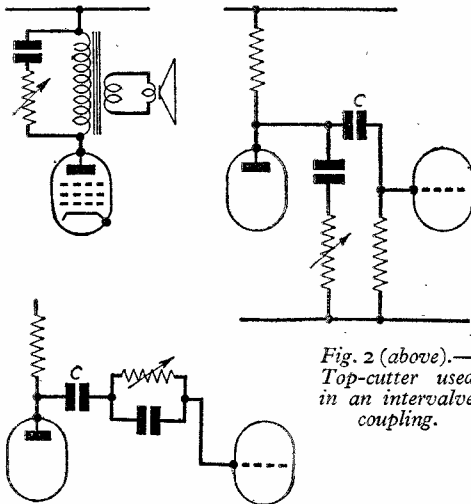 C
C
Fig. 2 (above).—
Top-cutter used
in an intervalve
coupling.